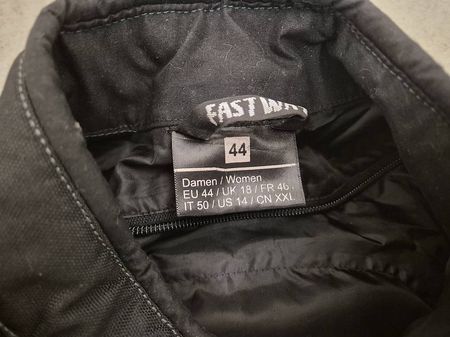 FAST WAY
44
Damen / Women
EU 44 / UK 18 / FR 46
IT 50 / US 14 / CN XXL